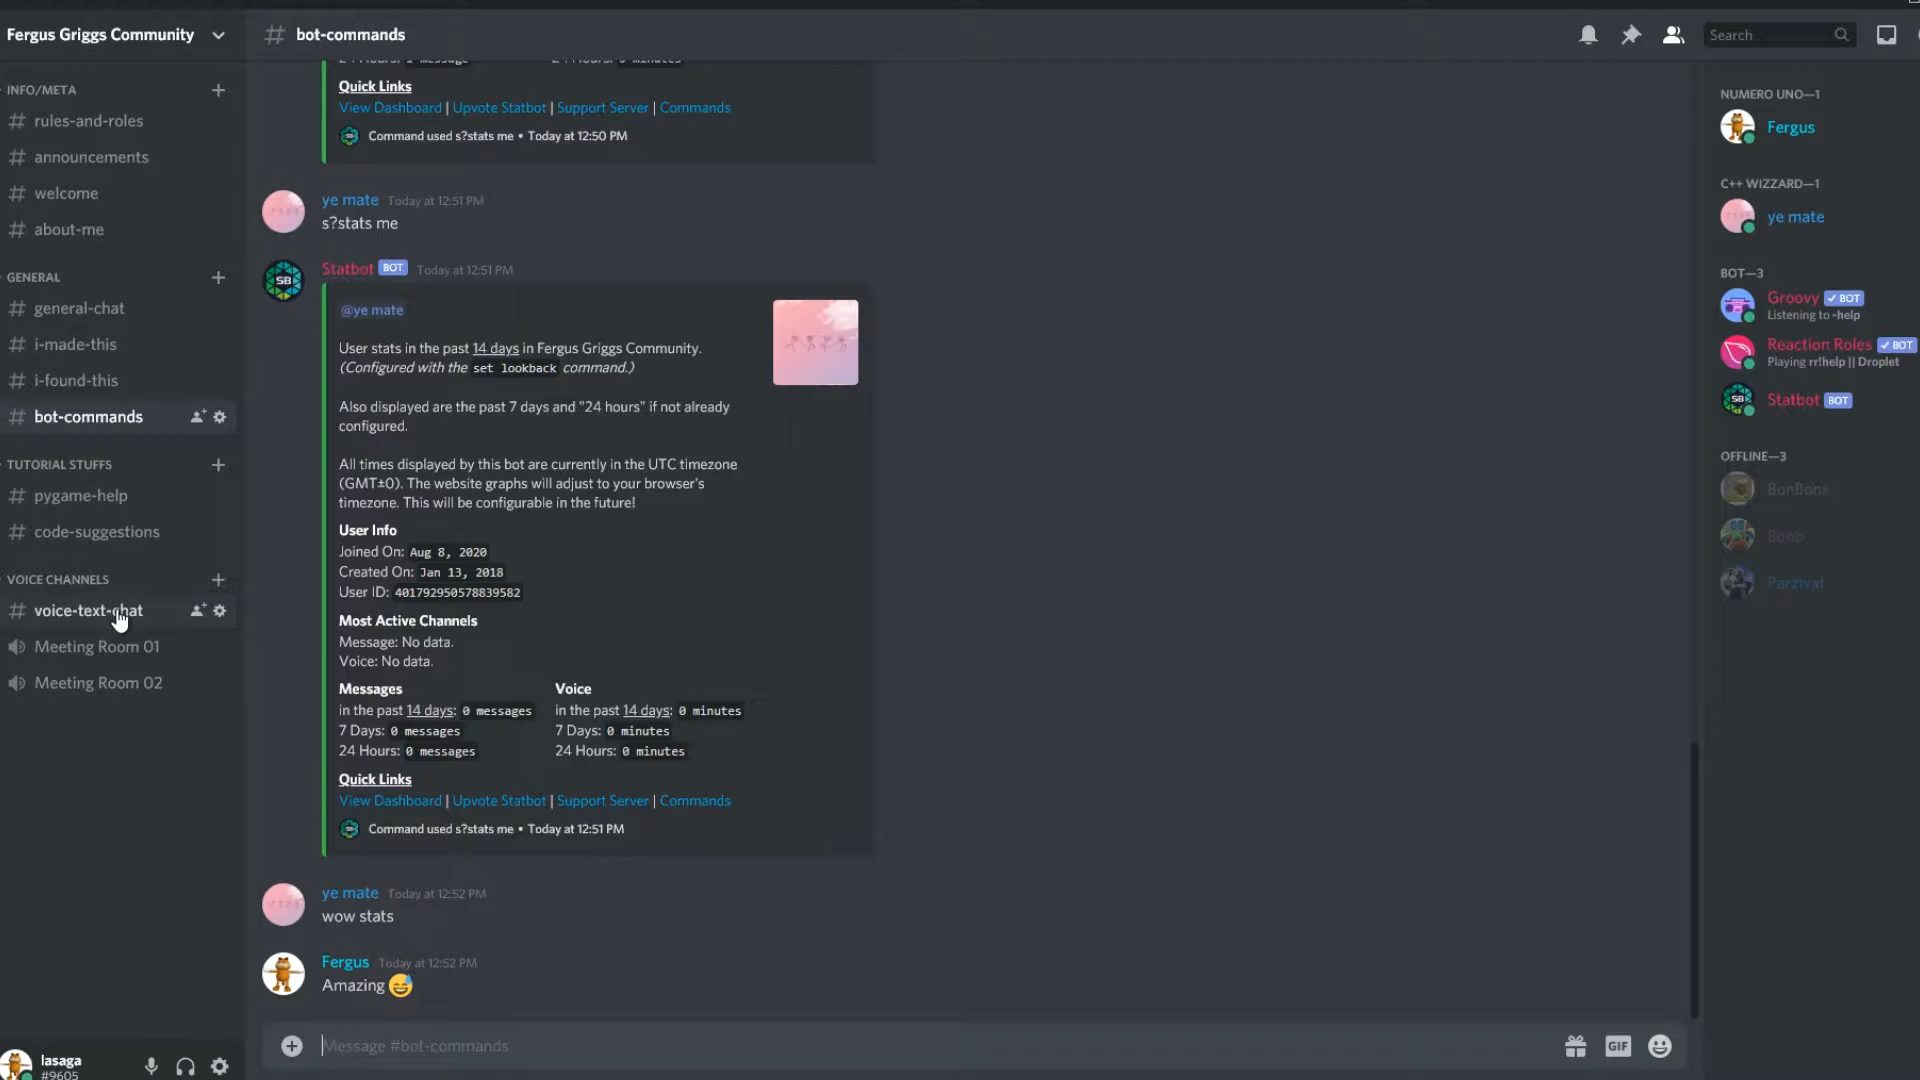 Fergus Griggs Community
INFO/META
rules-and-roles
announcements
welcome
about-me
GENERAL
general-chat
i-made-this
i-found-this
bot-commands
TUTORIAL STUFFS
pygame-help
code-suggestions
VOICE CHANNELS
voice-text-chat
Meeting Room 01
Meeting Room 02
lasaga
#9605
bot-commands
Search
24 Hours: 1 message 24 Hours: 0 minutes
Quick Links
View Dashboard | Upvote Statbot | Support Server | Commands
SB Command used s?stats me • Today at 12:50 PM
ye mate Today at 12:51 PM
s?stats me
SB Statbot BOT Today at 12:51 PM
@ye mate
User stats in the past 14 days in Fergus Griggs Community.
(Configured with the set lookback command.)
Also displayed are the past 7 days and "24 hours" if not already
configured.
All times displayed by this bot are currently in the UTC timezone
(GMT±0). The website graphs will adjust to your browser's
timezone. This will be configurable in the future!
User Info
Joined On: Aug 8, 2020
Created On: Jan 13, 2018
User ID: 401792950578839582
Most Active Channels
Message: No data.
Voice: No data.
Messages Voice
in the past 14 days: 0 messages in the past 14 days: 0 minutes
7 Days: 0 messages 7 Days: 0 minutes
24 Hours: 0 messages 24 Hours: 0 minutes
Quick Links
View Dashboard | Upvote Statbot | Support Server | Commands
SB Command used s?stats me • Today at 12:51 PM
ye mate Today at 12:52 PM
wow stats
Fergus Today at 12:52 PM
Amazing 😅
Message #bot-commands
GIF
NUMERO UNO—1
Fergus
C++ WIZZARD—1
ye mate
BOT—3
Groovy ✓ BOT
Listening to -help
Reaction Roles ✓ BOT
Playing rr!help || Droplet
SB Statbot BOT
OFFLINE—3
BonBons
Boop
Parzival